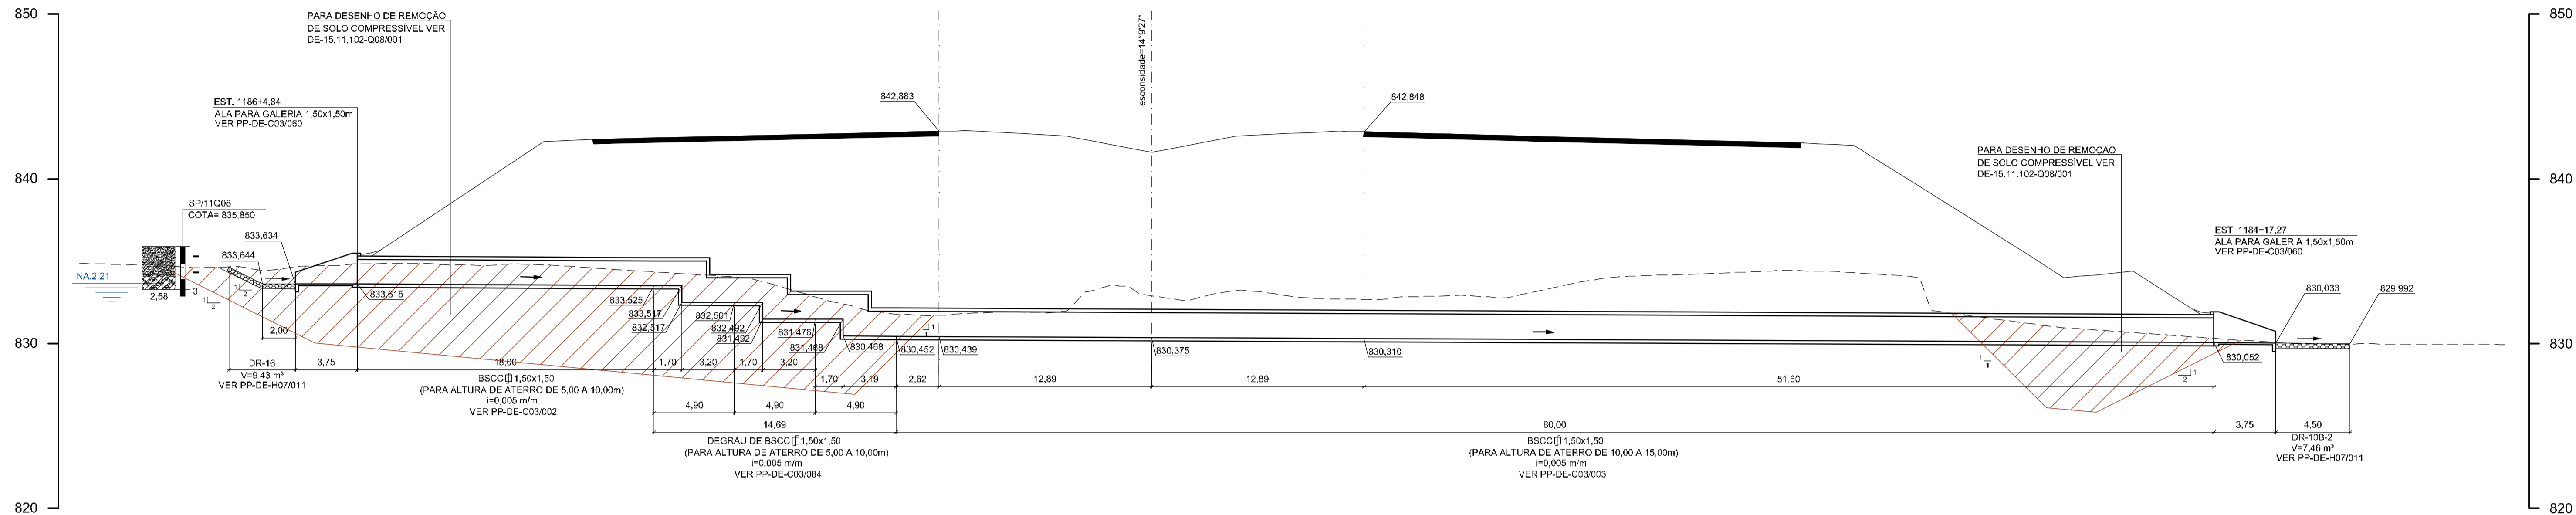 850
PARA DESENHO DE REMOÇÃO
DE SOLO COMPRESSÍVEL VER
DE-15.11.102-Q08/001
esconsidade=14°9'27"
850
EST. 1186+4,84
ALA PARA GALERIA 1,50x1,50m
VER PP-DE-C03/060
842,883
842,848
PARA DESENHO DE REMOÇÃO
DE SOLO COMPRESSÍVEL VER
DE-15.11.102-Q08/001
840
840
SP/11Q08
COTA= 835,850
833,634
833,644
NA.2,21
2,58
3
1
2
1
2
EST. 1184+17,27
ALA PARA GALERIA 1,50x1,50m
VER PP-DE-C03/060
833,615
833,525
833,517
832,517
832,501
832,492
831,492
831,476
831,468
830,468
830,452
830,439
830,375
830,310
830,052
830,033
829,992
1
1
1
1
1
2
830
830
2,00
DR-16
V=9,43 m³
VER PP-DE-H07/011
3,75
18,00
BSCC 1,50x1,50
(PARA ALTURA DE ATERRO DE 5,00 A 10,00m)
i=0,005 m/m
VER PP-DE-C03/002
1,70
3,20
1,70
3,20
1,70
3,19
2,62
12,89
12,89
51,60
4,90
4,90
4,90
14,69
DEGRAU DE BSCC 1,50x1,50
(PARA ALTURA DE ATERRO DE 5,00 A 10,00m)
i=0,005 m/m
VER PP-DE-C03/084
80,00
BSCC 1,50x1,50
(PARA ALTURA DE ATERRO DE 10,00 A 15,00m)
i=0,005 m/m
VER PP-DE-C03/003
3,75
4,50
DR-10B-2
V=7,46 m³
VER PP-DE-H07/011
820
820